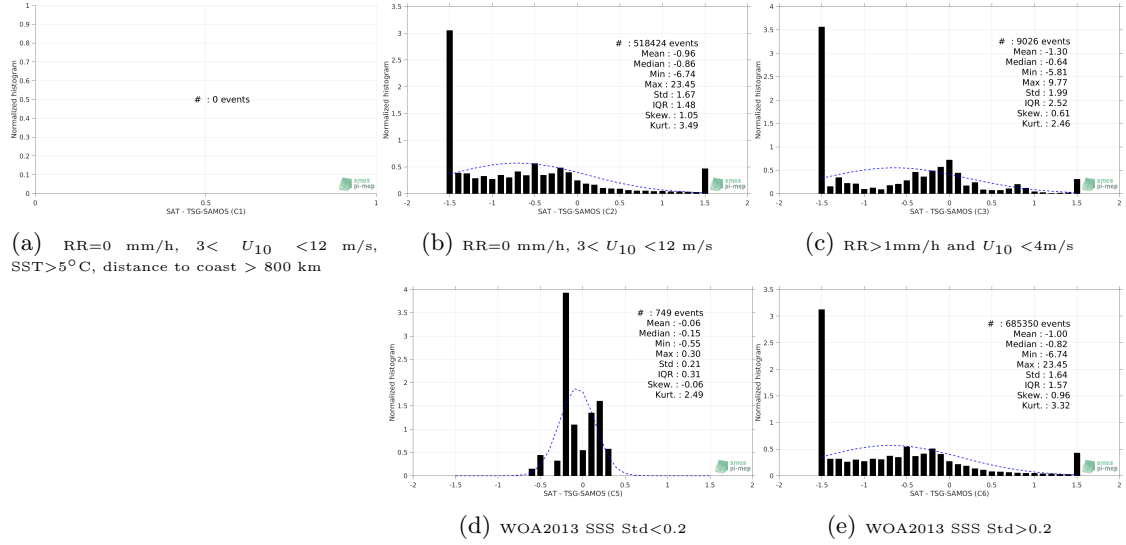 1
0.9
0.8
0.7
0.6
0.5
0.4
0.3
0.2
0.1
0
Normalized histogram
# : 0 events
smos
pi-mep
0 0.5 1
SAT - TSG-SAMOS (C1)
(a) RR=0 mm/h, 3< U10 <12 m/s,
SST>5°C, distance to coast > 800 km
3.5
3
2.5
2
1.5
1
0.5
0
Normalized histogram
# : 518424 events
Mean : -0.96
Median : -0.86
Min : -6.74
Max : 23.45
Std : 1.67
IQR : 1.48
Skew. : 1.05
Kurt. : 3.49
smos
pi-mep
-2 -1.5 -1 -0.5 0 0.5 1 1.5 2
SAT - TSG-SAMOS (C2)
(b) RR=0 mm/h, 3< U10 <12 m/s
4
3.5
3
2.5
2
1.5
1
0.5
0
Normalized histogram
# : 9026 events
Mean : -1.30
Median : -0.64
Min : -5.81
Max : 9.77
Std : 1.99
IQR : 2.52
Skew. : 0.61
Kurt. : 2.46
smos
pi-mep
-2 -1.5 -1 -0.5 0 0.5 1 1.5 2
SAT - TSG-SAMOS (C3)
(c) RR>1mm/h and U10 <4m/s
4
3.5
3
2.5
2
1.5
1
0.5
0
Normalized histogram
# : 749 events
Mean : -0.06
Median : -0.15
Min : -0.55
Max : 0.30
Std : 0.21
IQR : 0.31
Skew. : -0.06
Kurt. : 2.49
smos
pi-mep
-2 -1.5 -1 -0.5 0 0.5 1 1.5 2
SAT - TSG-SAMOS (C5)
(d) WOA2013 SSS Std<0.2
3.5
3
2.5
2
1.5
1
0.5
0
Normalized histogram
# : 685350 events
Mean : -1.00
Median : -0.82
Min : -6.74
Max : 23.45
Std : 1.64
IQR : 1.57
Skew. : 0.96
Kurt. : 3.32
smos
pi-mep
-2 -1.5 -1 -0.5 0 0.5 1 1.5 2
SAT - TSG-SAMOS (C6)
(e) WOA2013 SSS Std>0.2